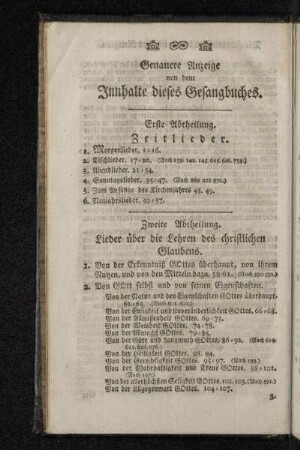 Genauere Anzeige
von dem
Innhalte dieses Gesangbuches.
Erste Abtheilung.
Zeitlieder.
1. Morgenlieder. 1-16.
2. Tischlieder. 17-20.
3. Abendlieder. 21-34.
4. Sonntagslieder. 35-47.
5. Zum Anfange des Kirchenjahres 48. 49.
6. Neujahrslieder. 50-57.
Zweite Abtheilung.
Lieder über die Lehren des christlichen
Glaubens.
1. Von der Erkenntniß GOttes überhaupt, von ihrem
Nutzen, und von den Mitteln dazu. 58-61.
2. Von GOtt selbst und von seinen Eigenschaften.
Von der Natur und den Eigenschaften GOttes überhaupt.
Von der Ewigkeit und Unveränderlichkeit GOttes. 66-68.
Von der Allwissenheit GOttes. 69-73.
Von der Weisheit GOttes. 74-78.
Von der Allmacht GOttes. 79-85.
Von der Güte und Langmuth GOttes. 86-92.
Von der Heiligkeit GOttes.
Von der Gerechtigkeit GOttes.
Von der Wahrhaftigkeit und Treue GOttes. 98-101.
Von der allerhöchsten Seligkeit GOttes. 102. 103.
Von der Allgegenwart GOttes. 104-107.
3.